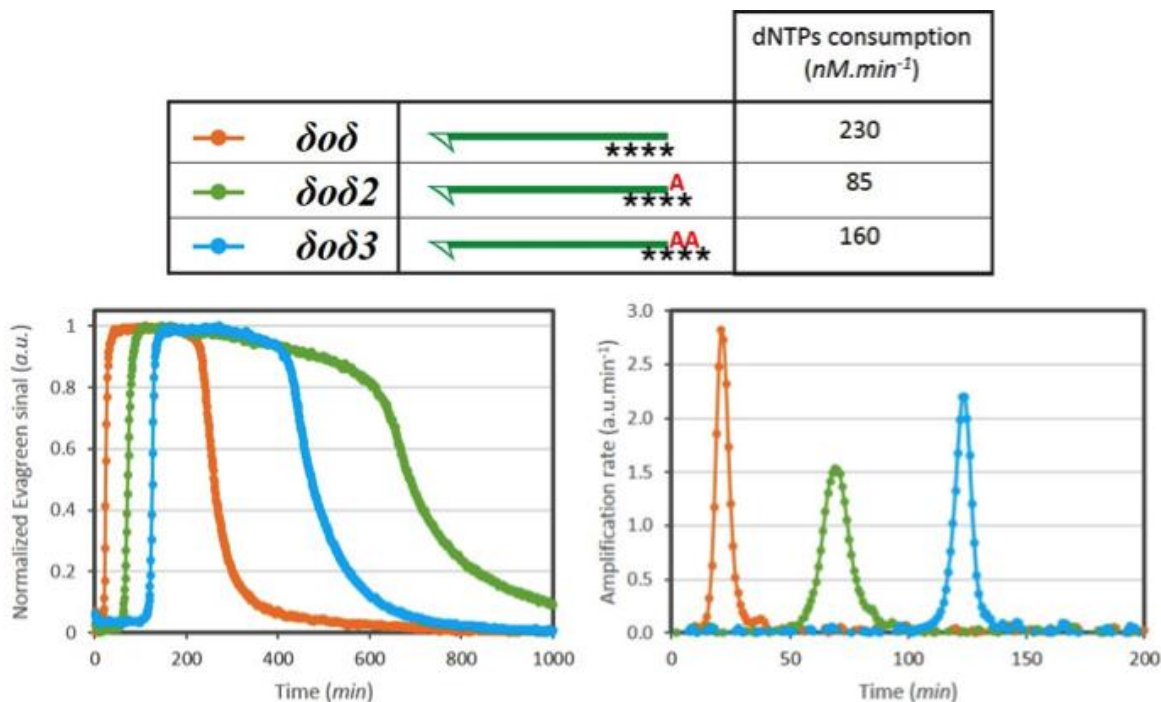 dNTPs consumption
(nM.min⁻¹)
δoδ
****
230
δoδ2
A
****
85
δoδ3
AA
****
160
Normalized Evagreen sinal (a.u.)
1
0.8
0.6
0.4
0.2
0
0 200 400 600 800 1000
Time (min)
Amplification rate (a.u.min⁻¹)
3.0
2.5
2.0
1.5
1.0
0.5
0.0
0 50 100 150 200
Time (min)